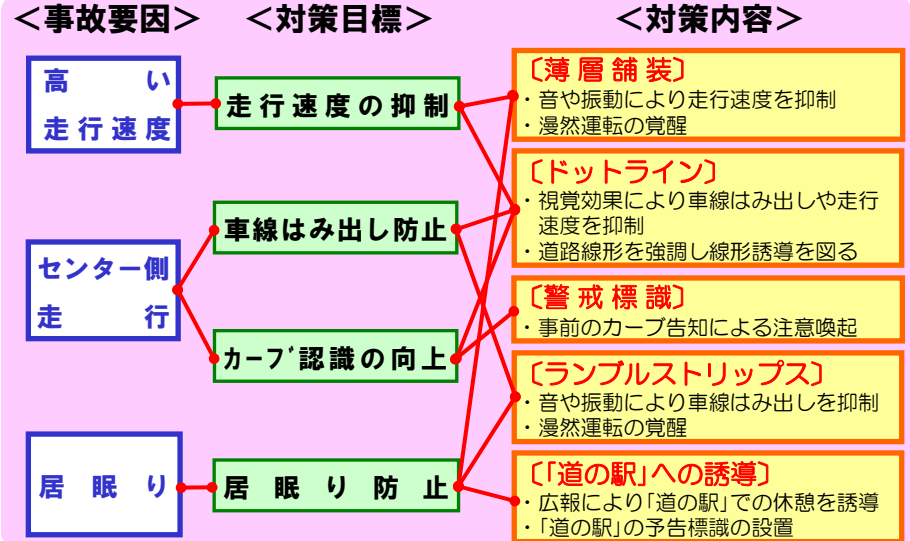 ＜事故要因＞ ＜対策目標＞ ＜対策内容＞
高い
走行速度
センター側
走行
居眠り
走行速度の抑制
車線はみ出し防止
ｶｰﾌﾞ認識の向上
居眠り防止
〔薄層舗装〕
・音や振動により走行速度を抑制
・漫然運転の覚醒
〔ドットライン〕
・視覚効果により車線はみ出しや走行
速度を抑制
・道路線形を強調し線形誘導を図る
〔警戒標識〕
・事前のカーブ告知による注意喚起
〔ランブルストリップス〕
・音や振動により車線はみ出しを抑制
・漫然運転の覚醒
〔｢道の駅｣への誘導〕
・広報により｢道の駅｣での休憩を誘導
・｢道の駅｣の予告標識の設置